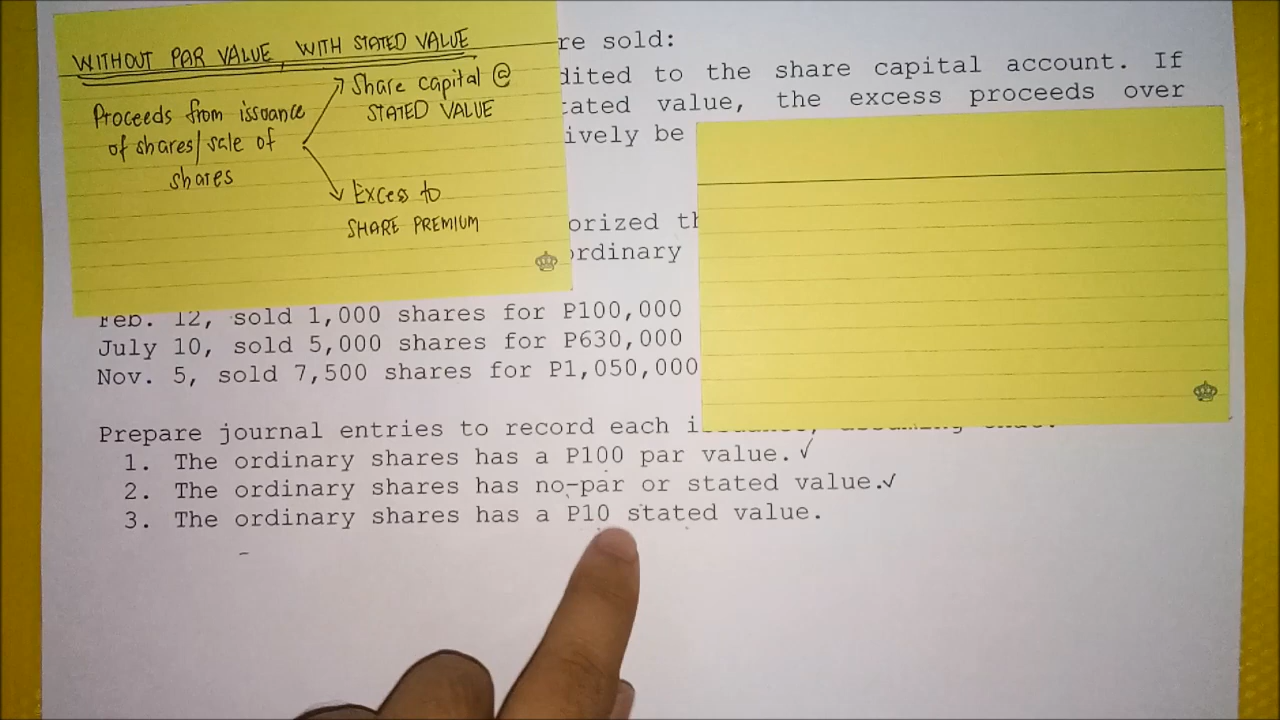 WITHOUT PAR VALUE, WITH STATED VALUE
Proceeds from issuance
of shares/sale of
shares
Share capital @
STATED VALUE
Excess to
SHARE PREMIUM
re sold:
dited to the share capital account. If
tated value, the excess proceeds over
ively be
orized th
ordinary
Feb. 12, sold 1,000 shares for P100,000
July 10, sold 5,000 shares for P630,000
Nov. 5, sold 7,500 shares for P1,050,000
Prepare journal entries to record each
1. The ordinary shares has a P100 par value. ✓
2. The ordinary shares has no-par or stated value. ✓
3. The ordinary shares has a P10 stated value.